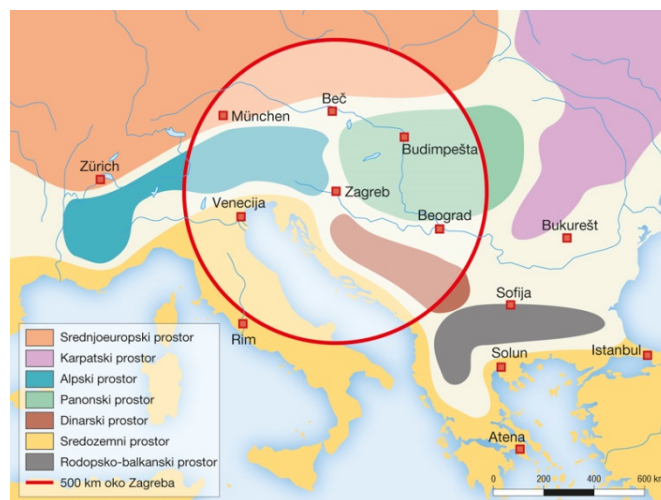 Beč
München
Budimpešta
Zürich
Zagreb
Venecija
Beograd
Bukurešt
Sofija
Rim
Solun
Istanbul
Atena
Srednjoeuropski prostor
Karpatski prostor
Alpski prostor
Panonski prostor
Dinarski prostor
Sredozemni prostor
Rodopsko-balkanski prostor
500 km oko Zagreba
0 200 400 600 km